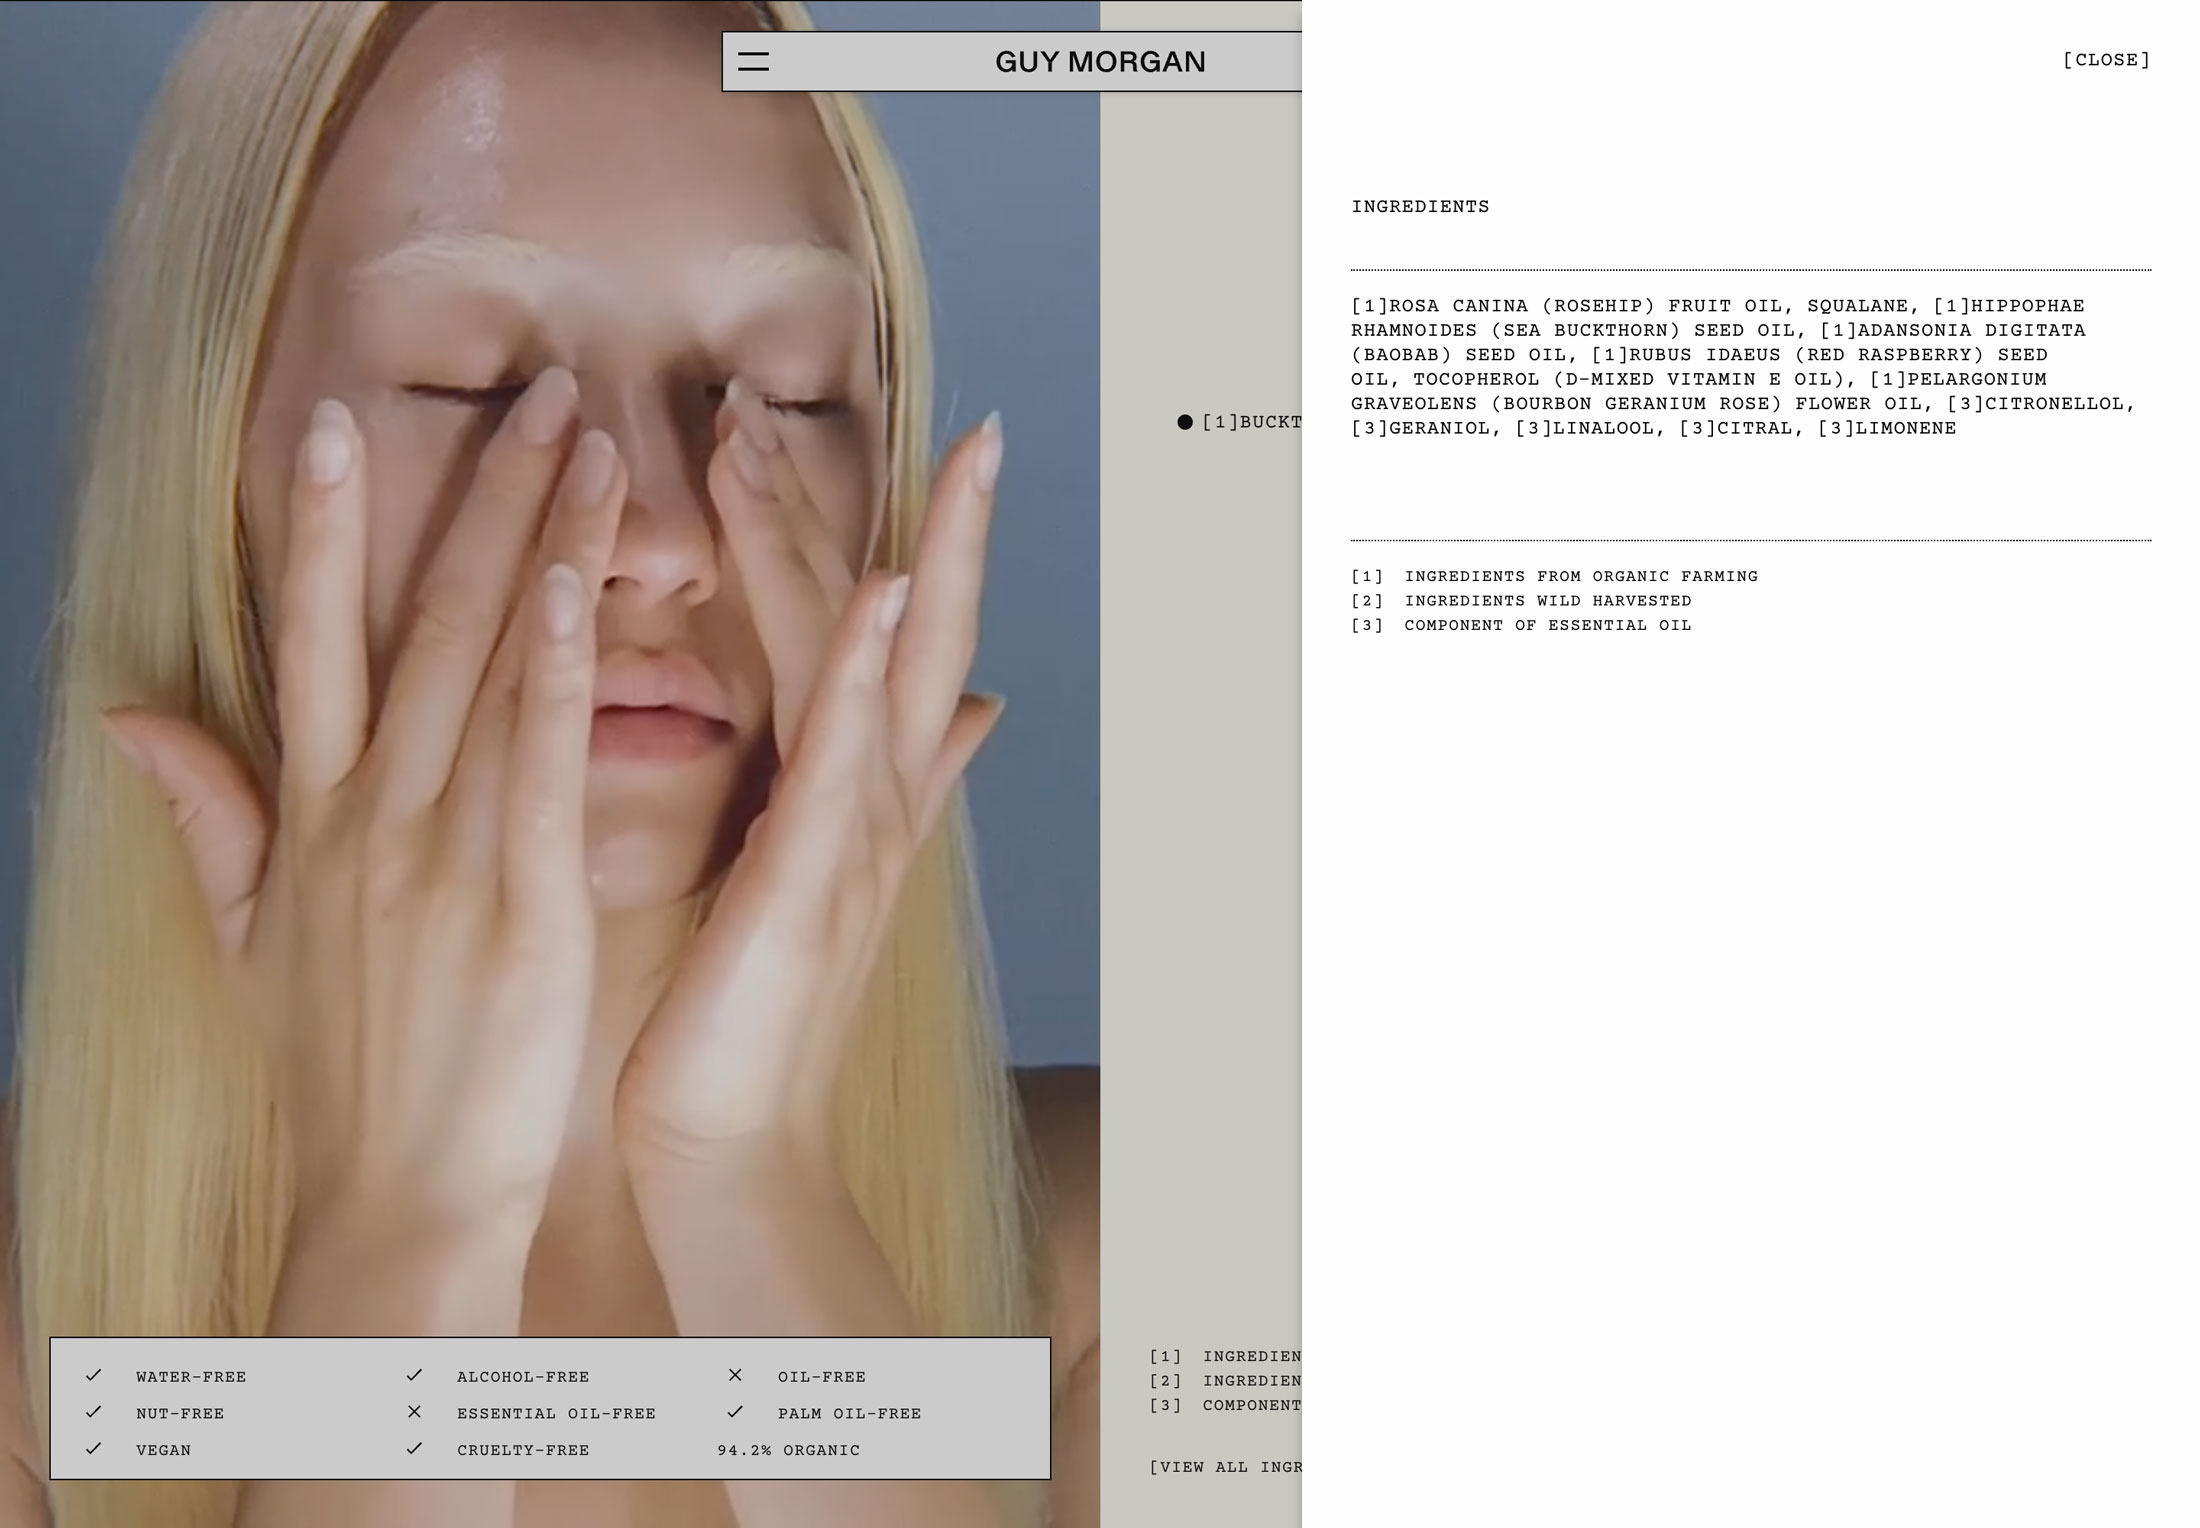 GUY MORGAN
[CLOSE]
INGREDIENTS
[1]ROSA CANINA (ROSEHIP) FRUIT OIL, SQUALANE, [1]HIPPOPHAE
RHAMNOIDES (SEA BUCKTHORN) SEED OIL, [1]ADANSONIA DIGITATA
(BAOBAB) SEED OIL, [1]RUBUS IDAEUS (RED RASPBERRY) SEED
OIL, TOCOPHEROL (D-MIXED VITAMIN E OIL), [1]PELARGONIUM
GRAVEOLENS (BOURBON GERANIUM ROSE) FLOWER OIL, [3]CITRONELLOL,
[3]GERANIOL, [3]LINALOOL, [3]CITRAL, [3]LIMONENE
[1] INGREDIENTS FROM ORGANIC FARMING
[2] INGREDIENTS WILD HARVESTED
[3] COMPONENT OF ESSENTIAL OIL
[1]BUCKT
WATER-FREE
ALCOHOL-FREE
OIL-FREE
NUT-FREE
ESSENTIAL OIL-FREE
PALM OIL-FREE
VEGAN
CRUELTY-FREE
94.2% ORGANIC
[1] INGREDIEN
[2] INGREDIEN
[3] COMPONENT
[VIEW ALL INGR